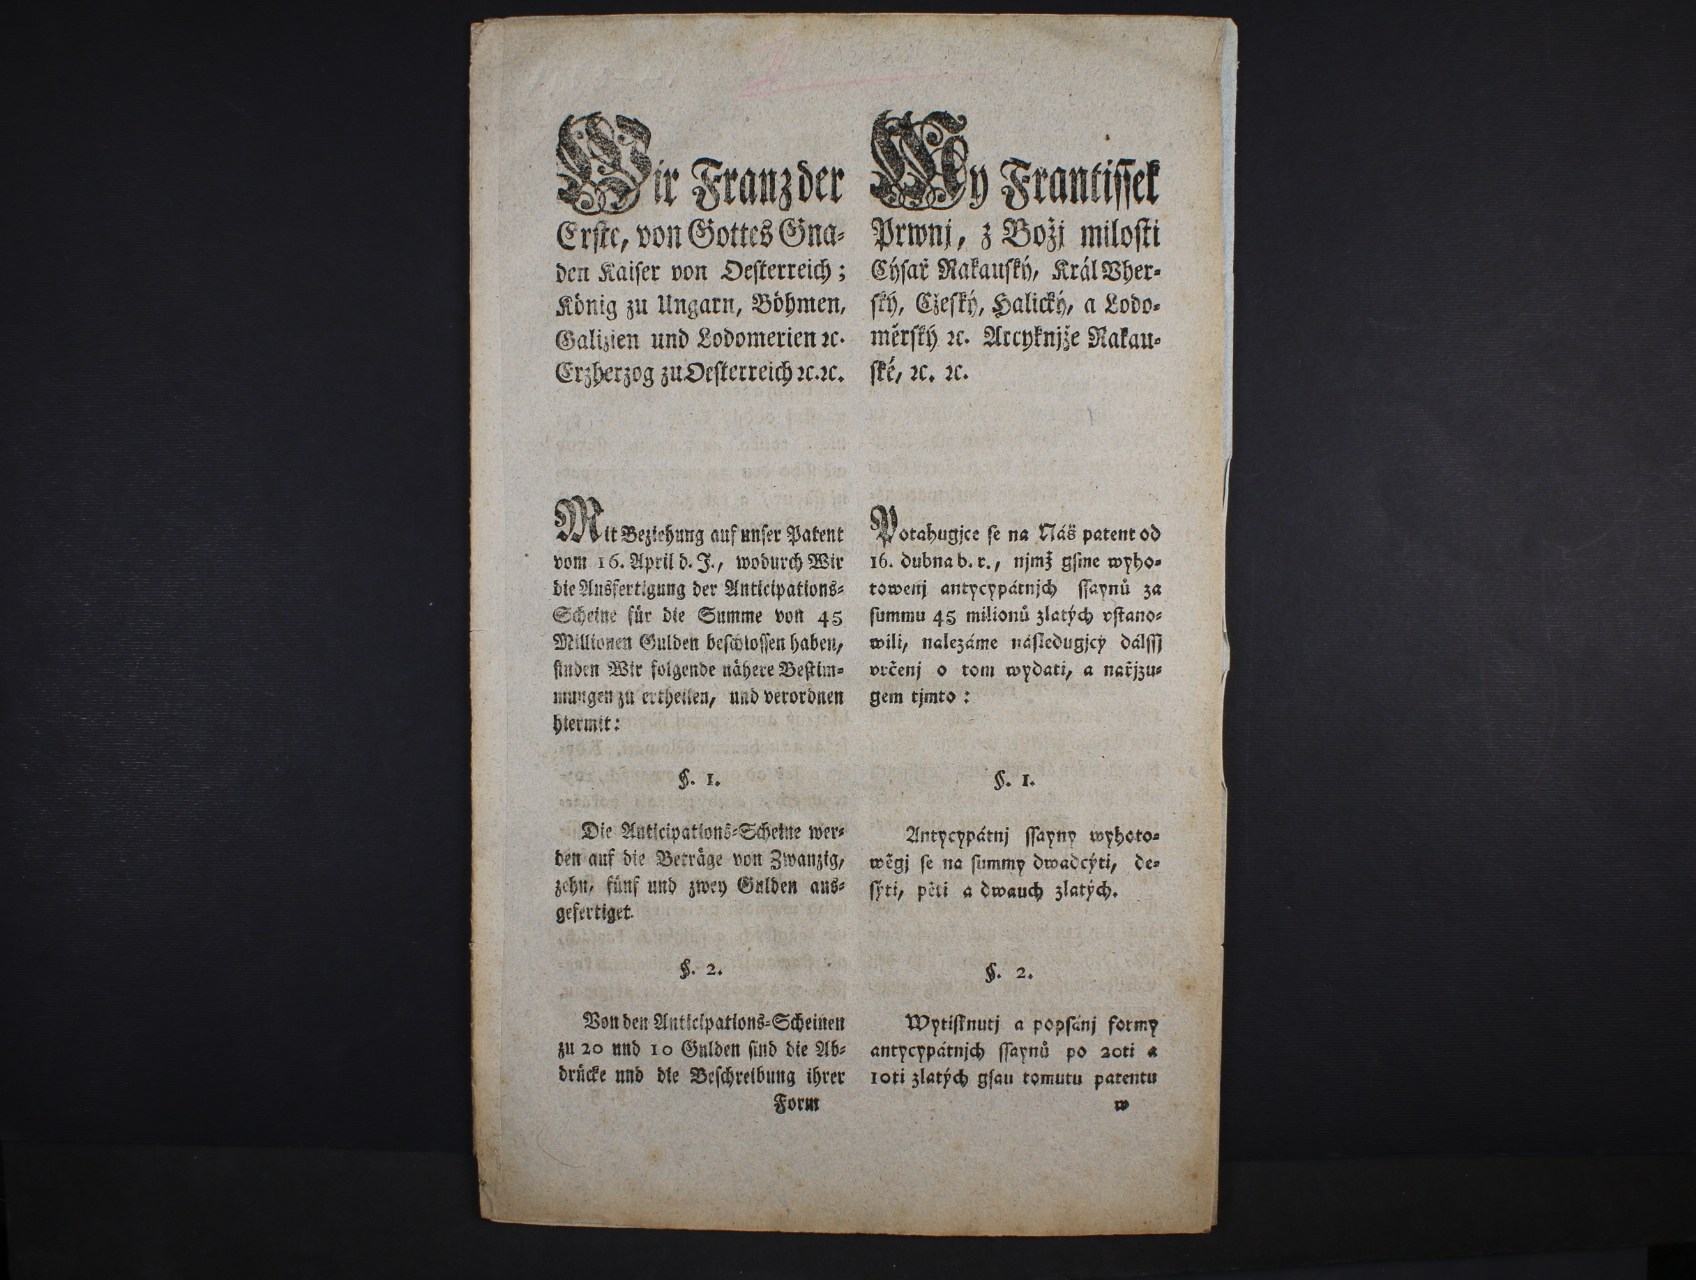 Wir Franz der
Erste, von Gottes Gna-
den Kaiser von Oesterreich;
König zu Ungarn, Böhmen,
Galizien und Lodomerien ꝛc.
Erzherzog zu Oesterreich ꝛc. ꝛc.
Mit Beziehung auf unser Patent
vom 16. April d. J., wodurch Wir
die Ausfertigung der Anticipations-
Scheine für die Summe von 45
Millionen Gulden beschlossen haben,
finden Wir folgende nähere Bestim-
mungen zu ertheilen, und verordnen
hiermit:
§. 1.
Die Anticipations-Scheine wer-
den auf die Beträge von Zwanzig,
zehn, fünf und zwey Gulden aus-
gefertiget.
§. 2.
Von den Anticipations-Scheinen
zu 20 und 10 Gulden sind die Ab-
drücke und die Beschreibung ihrer
Form
My Frantissek
Prwnj, z Božj milosti
Cýsař Rakauský, Král Vher-
ský, Cžeský, Halický, a Lodo-
měrský ꝛc. Arcyknjže Rakau-
ské, ꝛc. ꝛc.
Potahugjce se na Náš patent od
16. dubna b. r., njmž gsme wyho-
towenj antycypátnjch ssaynů za
summu 45 milionů zlatých vstano-
wili, nalezáme následugjcý dálssj
vrčenj o tom wydati, a nařjzu-
gem tjmto:
§. 1.
Antycypátnj ssayny wyhoto-
wěgj se na summy dwadcýti, de-
sýti, pěti a dwauch zlatých.
§. 2.
Wytisknutj a popsánj formy
antycypátnjch ssaynů po 20ti a
10ti zlatých gsau tomutu patentu
w